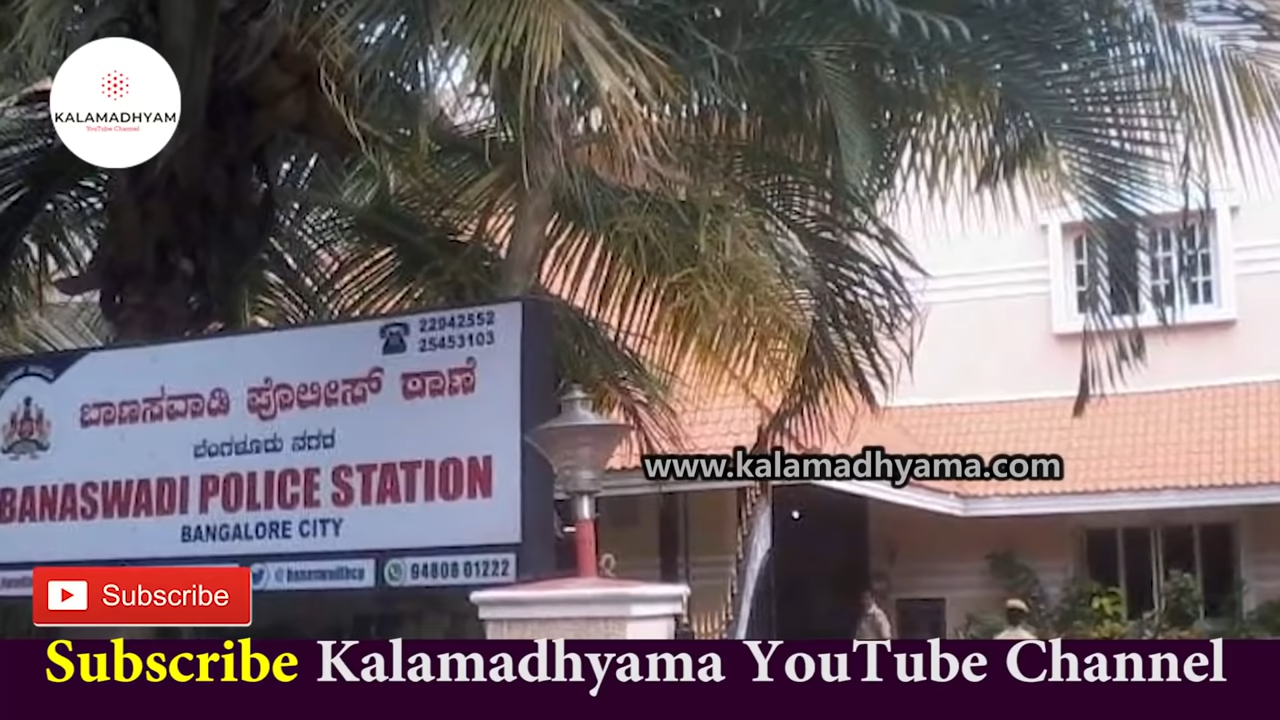 KALAMADHYAM
YouTube Channel
22942552
25453103
ಬಾಣಸವಾಡಿ ಪೊಲೀಸ್ ಠಾಣೆ
ಬೆಂಗಳೂರು ನಗರ
BANASWADI POLICE STATION
BANGALORE CITY
@banaswadibcp
94808 01222
www.kalamadhyama.com
Subscribe
Subscribe Kalamadhyama YouTube Channel